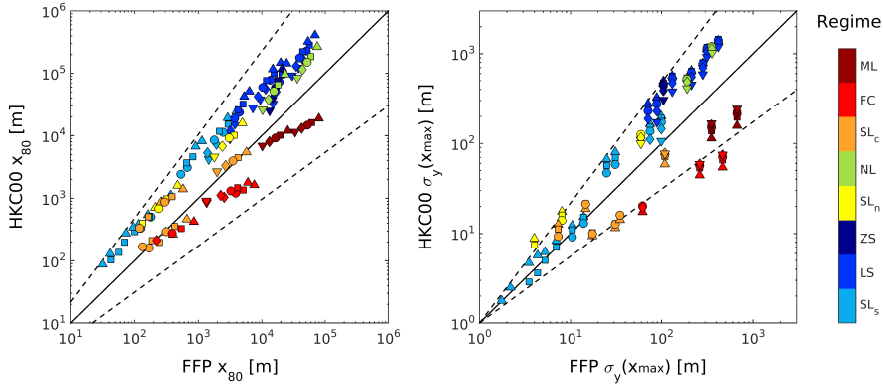 Regime
10⁶
10⁵
10⁴
10³
10²
10¹
HKC00 x₈₀ [m]
10¹ 10² 10³ 10⁴ 10⁵ 10⁶
FFP x₈₀ [m]
10³
10²
10¹
10⁰
HKC00 σ_y(x_max) [m]
10⁰ 10¹ 10² 10³
FFP σ_y(x_max) [m]
ML
FC
SL_c
NL
SL_n
ZS
LS
SL_s